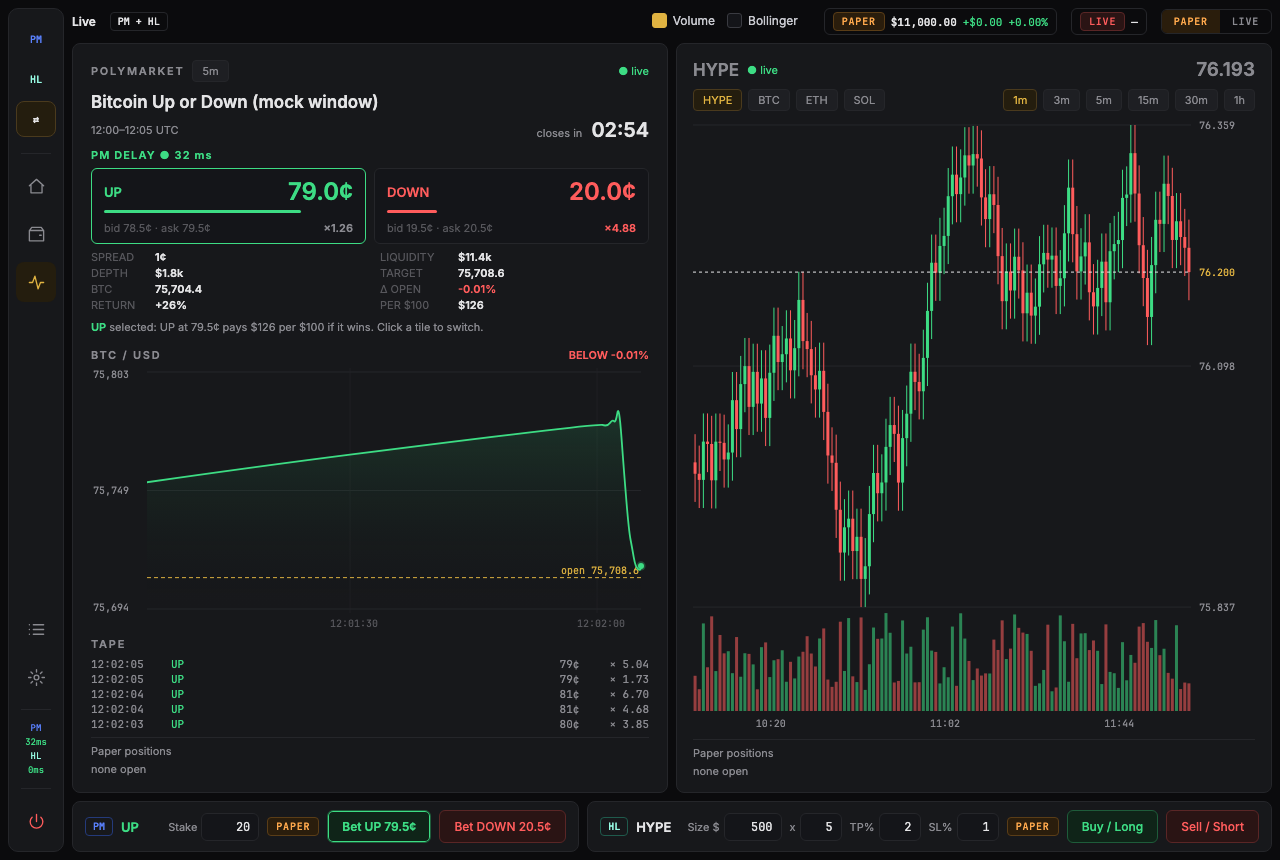 PM
HL
⇄
PM
32ms
HL
0ms
Live PM + HL
Volume Bollinger PAPER $11,000.00 +$0.00 +0.00% LIVE — PAPER LIVE
POLYMARKET 5m live
Bitcoin Up or Down (mock window)
12:00–12:05 UTC closes in 02:54
PM DELAY ● 32 ms
UP 79.0¢
bid 78.5¢ · ask 79.5¢ ×1.26
DOWN 20.0¢
bid 19.5¢ · ask 20.5¢ ×4.88
SPREAD 1¢ LIQUIDITY $11.4k
DEPTH $1.8k TARGET 75,708.6
BTC 75,704.4 Δ OPEN -0.01%
RETURN +26% PER $100 $126
UP selected: UP at 79.5¢ pays $126 per $100 if it wins. Click a tile to switch.
BTC / USD BELOW -0.01%
75,803
75,749
open 75,708.6
75,694
12:01:30 12:02:00
TAPE
12:02:05 UP 79¢ × 5.04
12:02:05 UP 79¢ × 1.73
12:02:04 UP 81¢ × 6.70
12:02:04 UP 81¢ × 4.68
12:02:03 UP 80¢ × 3.85
Paper positions
none open
HYPE live 76.193
HYPE BTC ETH SOL 1m 3m 5m 15m 30m 1h
76.359
76.200
76.098
75.837
10:20 11:02 11:44
Paper positions
none open
PM UP Stake 20 PAPER Bet UP 79.5¢ Bet DOWN 20.5¢
HL HYPE Size $ 500 x 5 TP% 2 SL% 1 PAPER Buy / Long Sell / Short